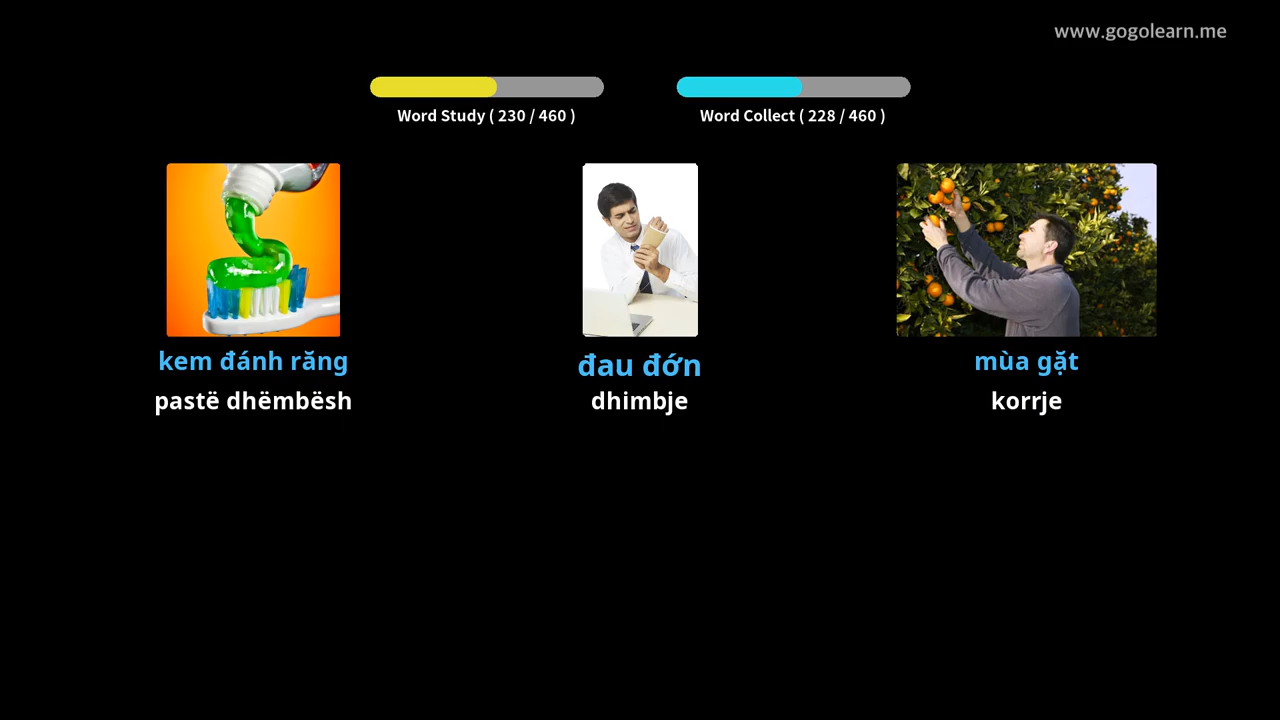 www.gogolearn.me
Word Study ( 230 / 460 )
Word Collect ( 228 / 460 )
kem đánh răng
pastë dhëmbësh
đau đớn
dhimbje
mùa gặt
korrje